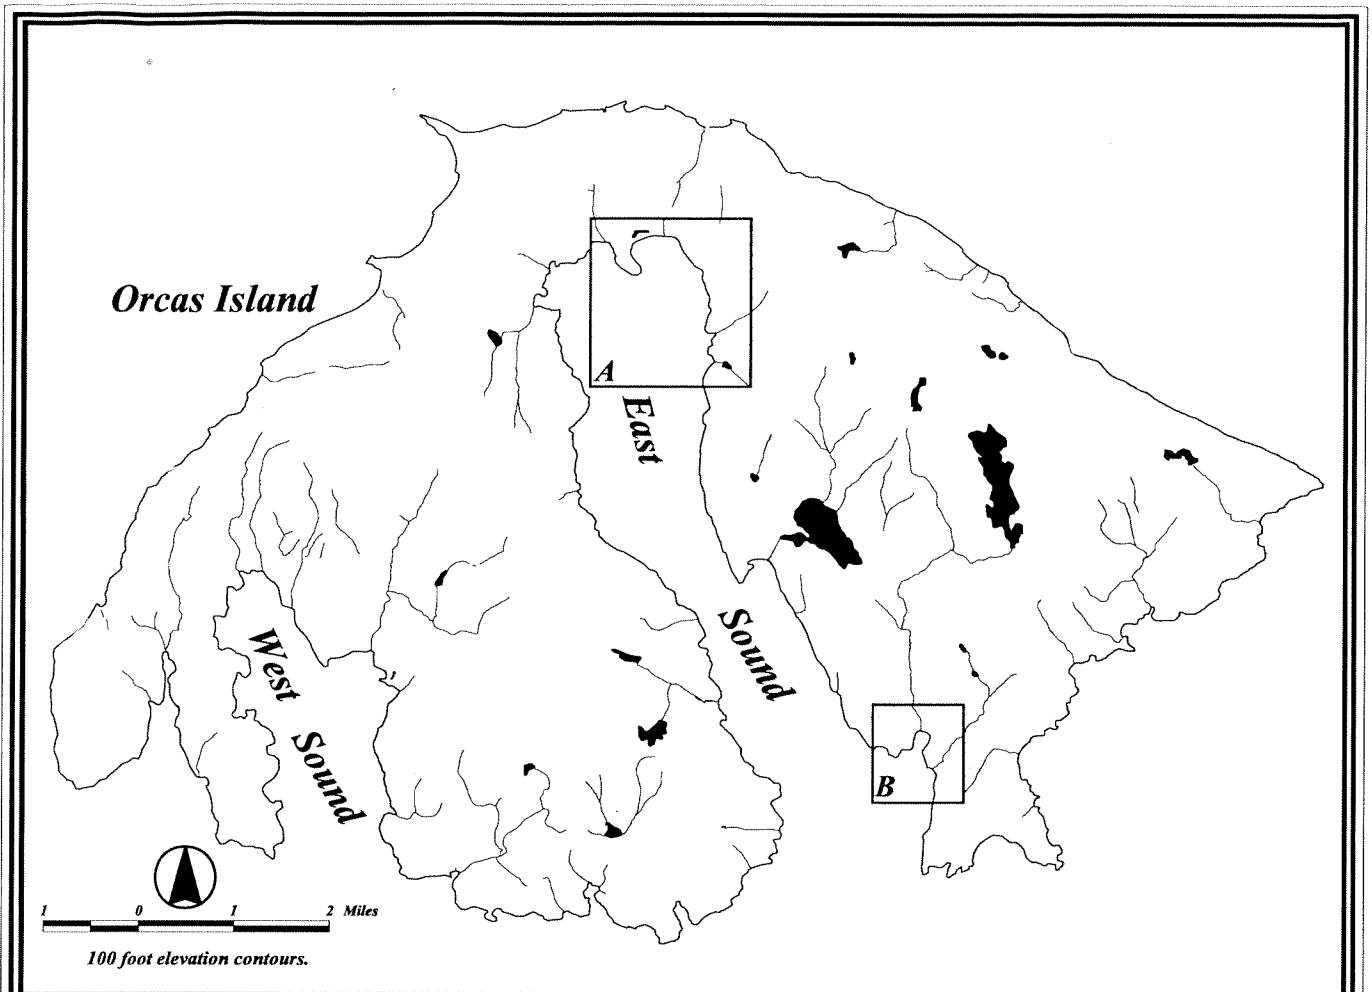 Orcas Island
A
East
Sound
West
Sound
B
1 0 1 2 Miles
100 foot elevation contours.